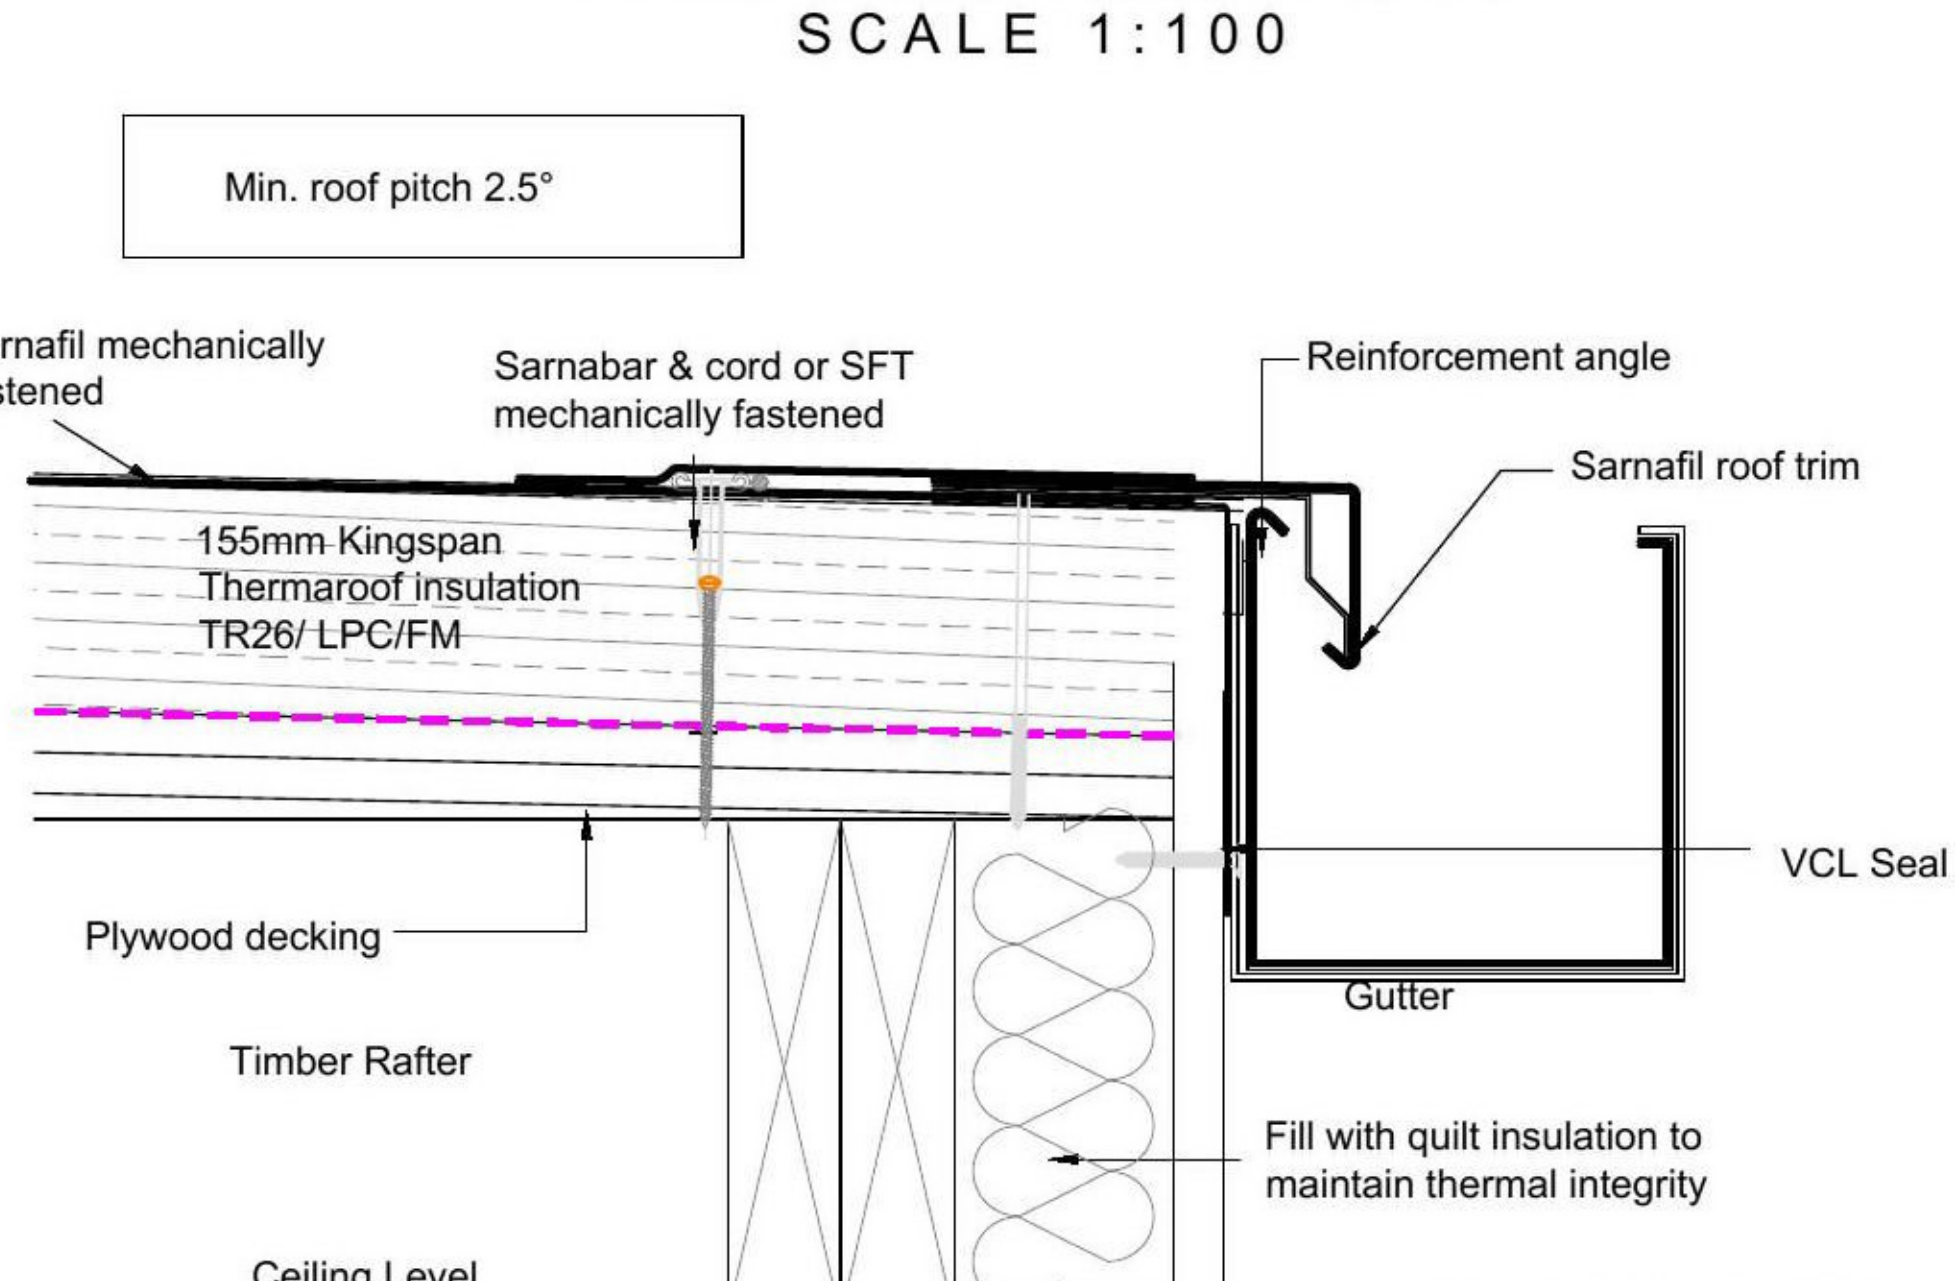 SCALE 1:100
Min. roof pitch 2.5°
rnafil mechanically
stened
Sarnabar & cord or SFT
mechanically fastened
Reinforcement angle
Sarnafil roof trim
155mm Kingspan
Thermaroof insulation
TR26/ LPC/FM
VCL Seal
Plywood decking
Gutter
Timber Rafter
Fill with quilt insulation to
maintain thermal integrity
Ceiling Level